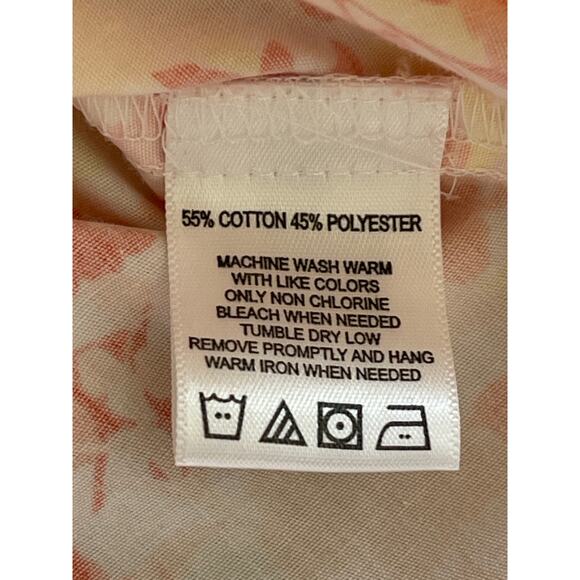 55% COTTON 45% POLYESTER
MACHINE WASH WARM
WITH LIKE COLORS
ONLY NON CHLORINE
BLEACH WHEN NEEDED
TUMBLE DRY LOW
REMOVE PROMPTLY AND HANG
WARM IRON WHEN NEEDED